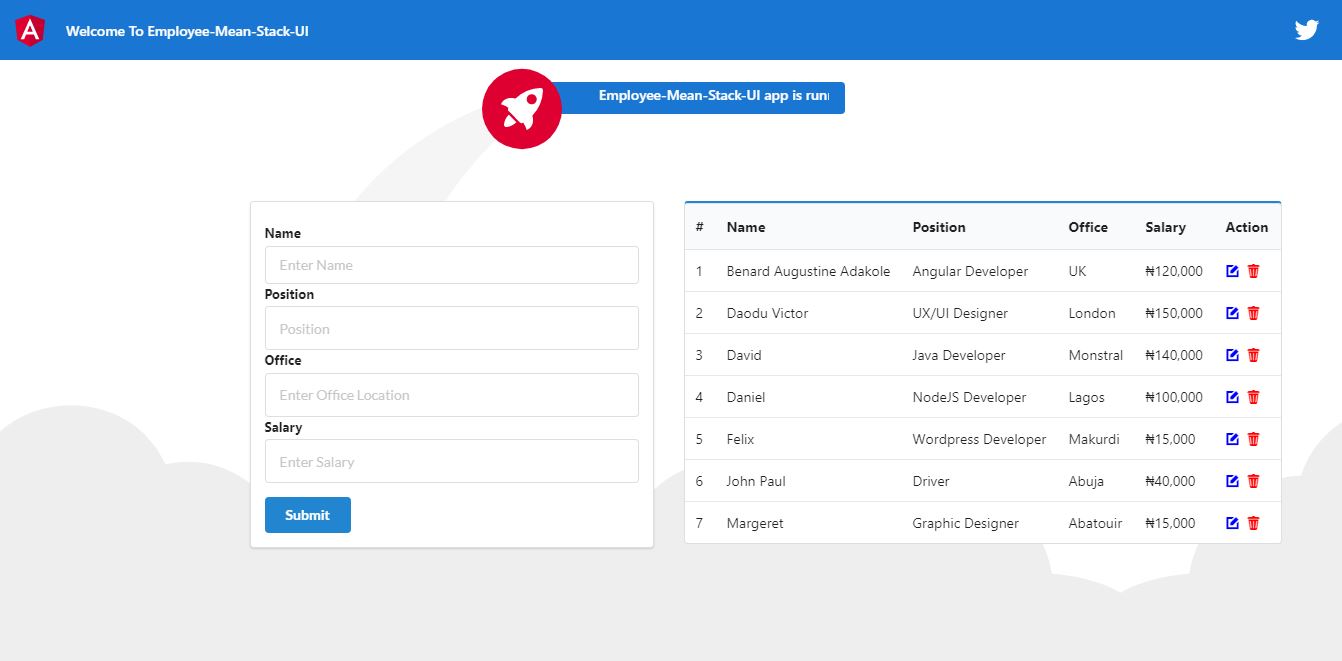 Welcome To Employee-Mean-Stack-UI
Employee-Mean-Stack-UI app is
Name
Enter Name
Position
Position
Office
Enter Office Location
Salary
Enter Salary
Submit
# Name Position Office Salary Action
1 Benard Augustine Adakole Angular Developer UK ₦120,000
2 Daodu Victor UX/UI Designer London ₦150,000
3 David Java Developer Monstral ₦140,000
4 Daniel NodeJS Developer Lagos ₦100,000
5 Felix Wordpress Developer Makurdi ₦15,000
6 John Paul Driver Abuja ₦40,000
7 Margeret Graphic Designer Abatouir ₦15,000